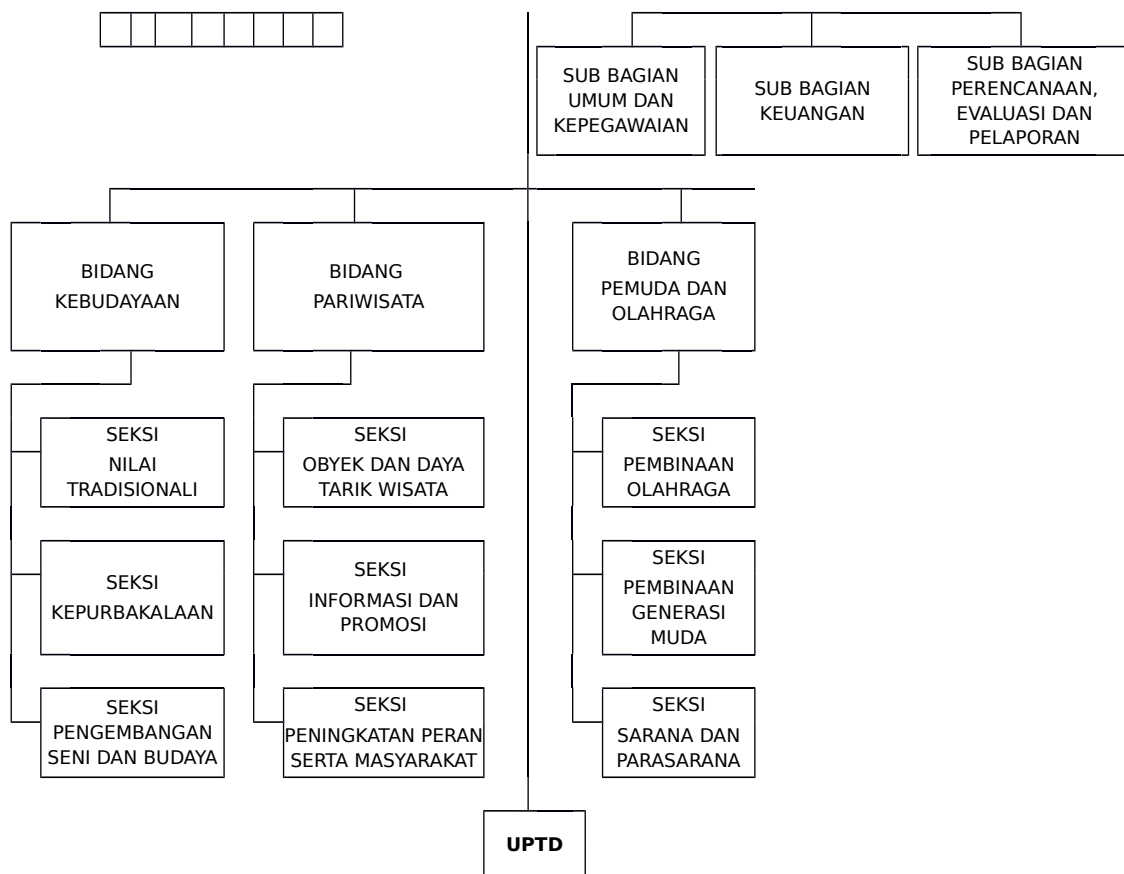 SUB BAGIAN
UMUM DAN
KEPEGAWAIAN
SUB BAGIAN
KEUANGAN
SUB BAGIAN
PERENCANAAN,
EVALUASI DAN
PELAPORAN
BIDANG
KEBUDAYAAN
BIDANG
PARIWISATA
BIDANG
PEMUDA DAN
OLAHRAGA
SEKSI
NILAI
TRADISIONALI
SEKSI
OBYEK DAN DAYA
TARIK WISATA
SEKSI
PEMBINAAN
OLAHRAGA
SEKSI
KEPURBAKALAAN
SEKSI
INFORMASI DAN
PROMOSI
SEKSI
PEMBINAAN
GENERASI
MUDA
SEKSI
PENGEMBANGAN
SENI DAN BUDAYA
SEKSI
PENINGKATAN PERAN
SERTA MASYARAKAT
SEKSI
SARANA DAN
PARASARANA
UPTD